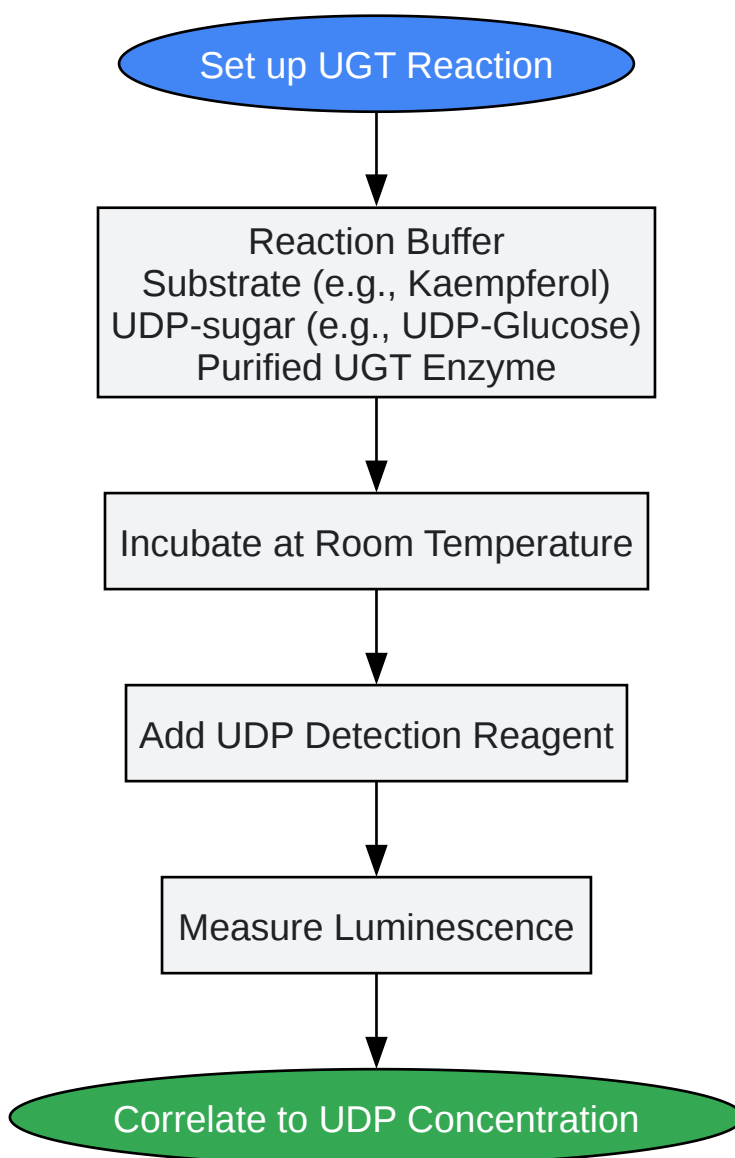 Set up UGT Reaction
Reaction Buffer
Substrate (e.g., Kaempferol)
UDP-sugar (e.g., UDP-Glucose)
Purified UGT Enzyme
Incubate at Room Temperature
Add UDP Detection Reagent
Measure Luminescence
Correlate to UDP Concentration